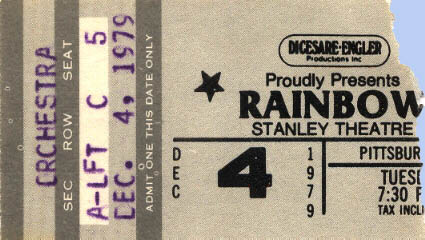 ORCHESTRA
SEC ROW SEAT
A-LFT C 5
DEC. 4, 1979
ADMIT ONE THIS DATE ONLY
DICESARE-ENGLER
Productions Inc
Proudly Presents
RAINBOW
STANLEY THEATRE
DEC
4
1979
PITTSBUR
TUES
7:30 P
TAX INCL